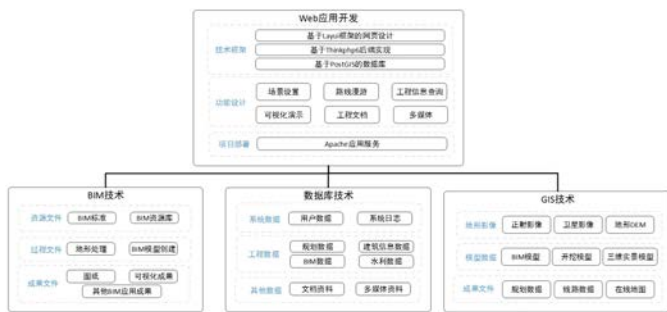 Web应用开发
技术框架
基于Layui框架的网页设计
基于Thinkphp6后端实现
基于PostGIS的数据库
功能设计
场景设置 路线漫游 工程信息查询
可视化演示 工程文档 多媒体
项目部署
Apache应用服务
BIM技术
资源文件 BIM标准 BIM资源库
过程文件 地形处理 BIM模型创建
成果文件 图纸 可视化成果
其他BIM应用成果
数据库技术
系统数据 用户数据 系统日志
工程数据 规划数据 建筑信息数据
BIM数据 水利数据
其他数据 文档资料 多媒体资料
GIS技术
地形影像 正射影像 卫星影像 地形DEM
模型数据 BIM模型 开挖模型 三维实景模型
成果文件 规划数据 线路数据 在线地图